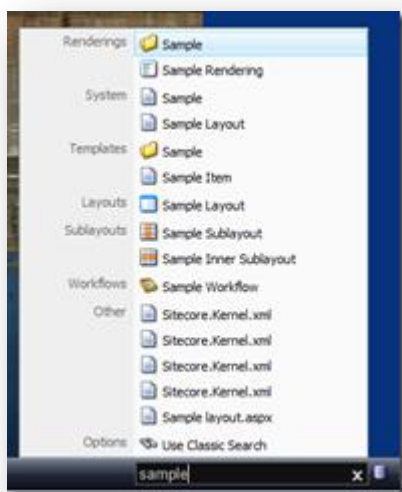 Renderings Sample
Sample Rendering
System Sample
Sample Layout
Templates Sample
Sample Item
Layouts Sample Layout
Sublayouts Sample Sublayout
Sample Inner Sublayout
Workflows Sample Workflow
Other Sitecore.Kernel.xml
Sitecore.Kernel.xml
Sitecore.Kernel.xml
Sitecore.Kernel.xml
Sample layout.aspx
Options Use Classic Search
sample x